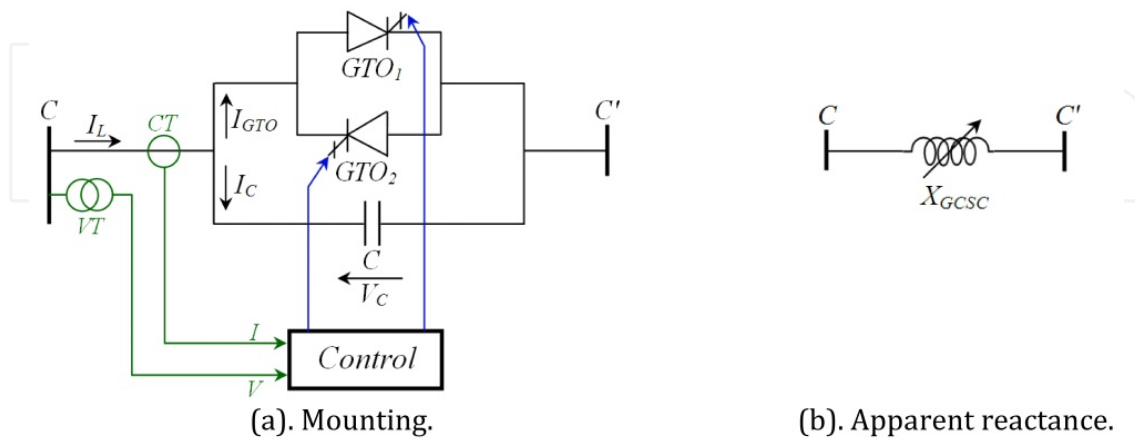 GTO₁
C
I_L
CT
I_GTO
GTO₂
I_C
VT
C
V_C
I
V
Control
C'
(a). Mounting.
C
C'
X_GCSC
(b). Apparent reactance.